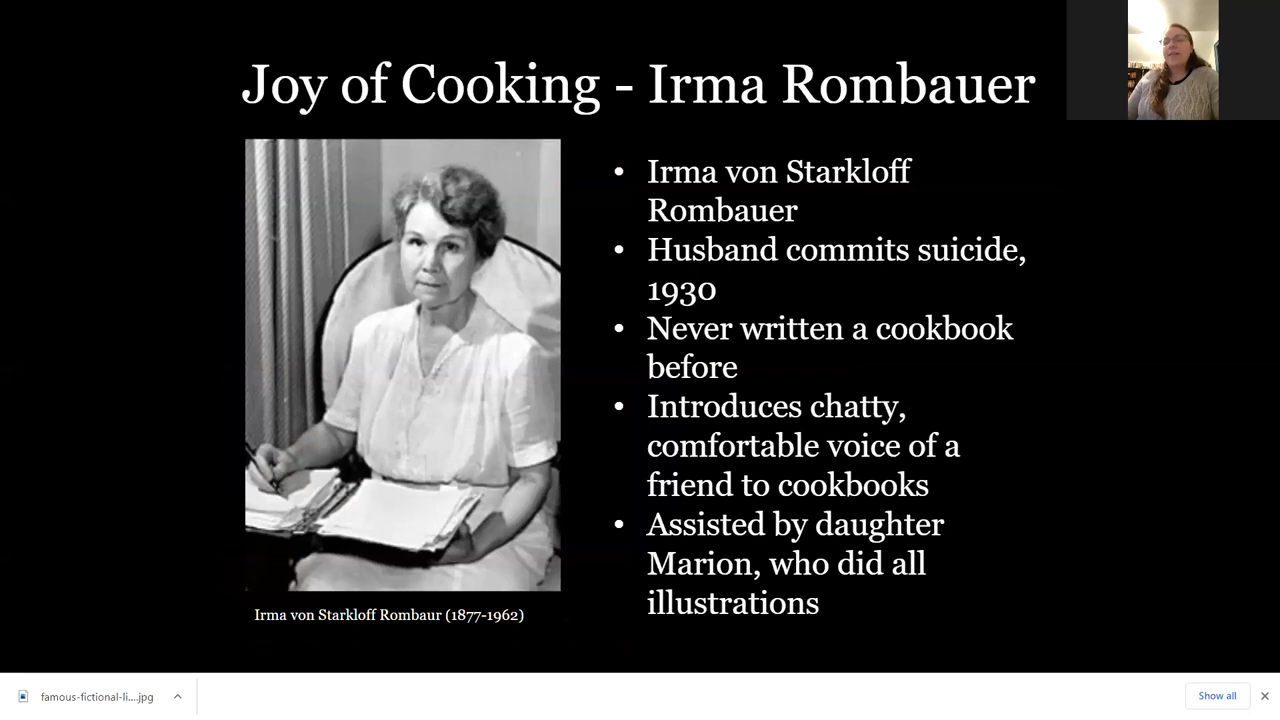 Joy of Cooking - Irma Rombauer
• Irma von Starkloff
Rombauer
• Husband commits suicide,
1930
• Never written a cookbook
before
• Introduces chatty,
comfortable voice of a
friend to cookbooks
• Assisted by daughter
Marion, who did all
illustrations
Irma von Starkloff Rombaur (1877-1962)
famous-fictional-li....jpg
Show all